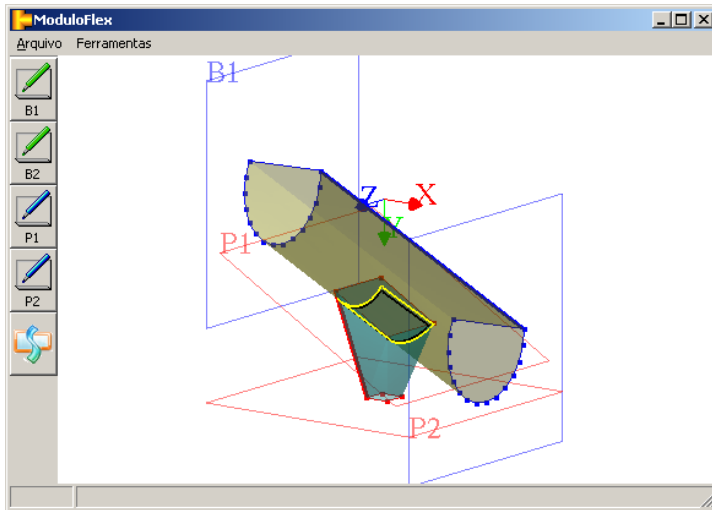 ModuloFlex
Arquivo Ferramentas
B1
B2
P1
P2
B1
Z X
Y
P1
P2